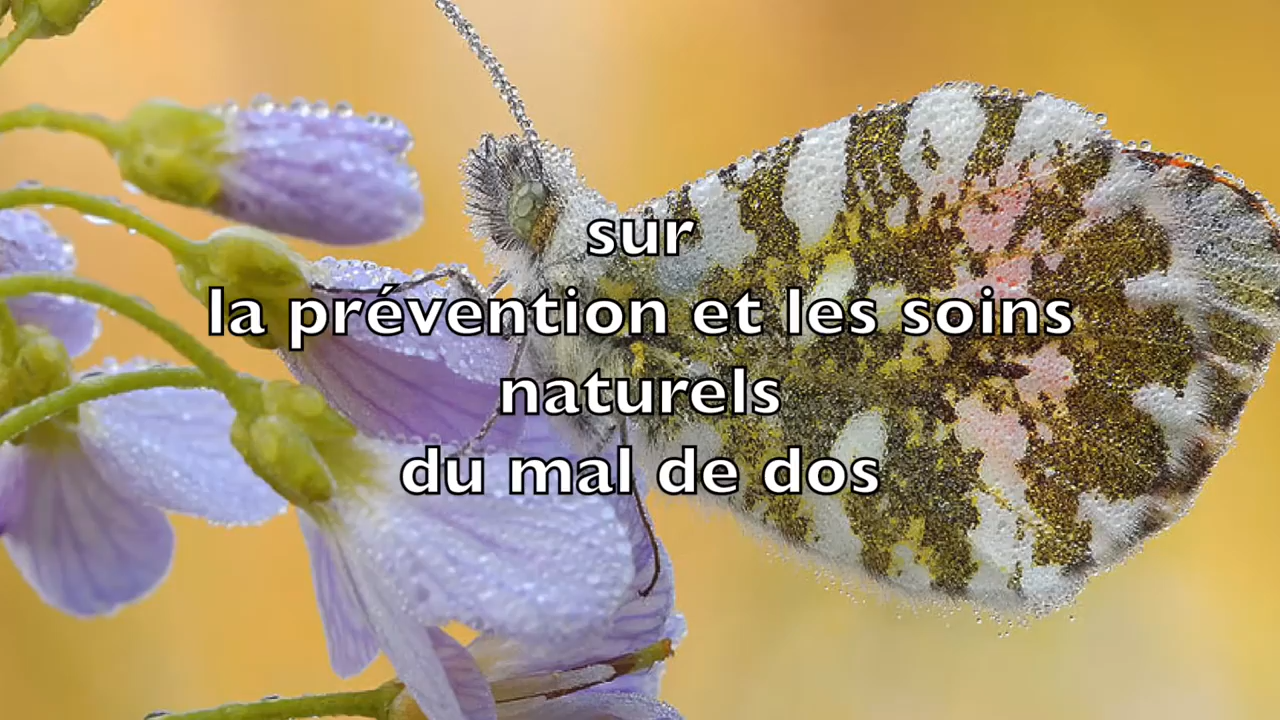 sur
la prévention et les soins
naturels
du mal de dos